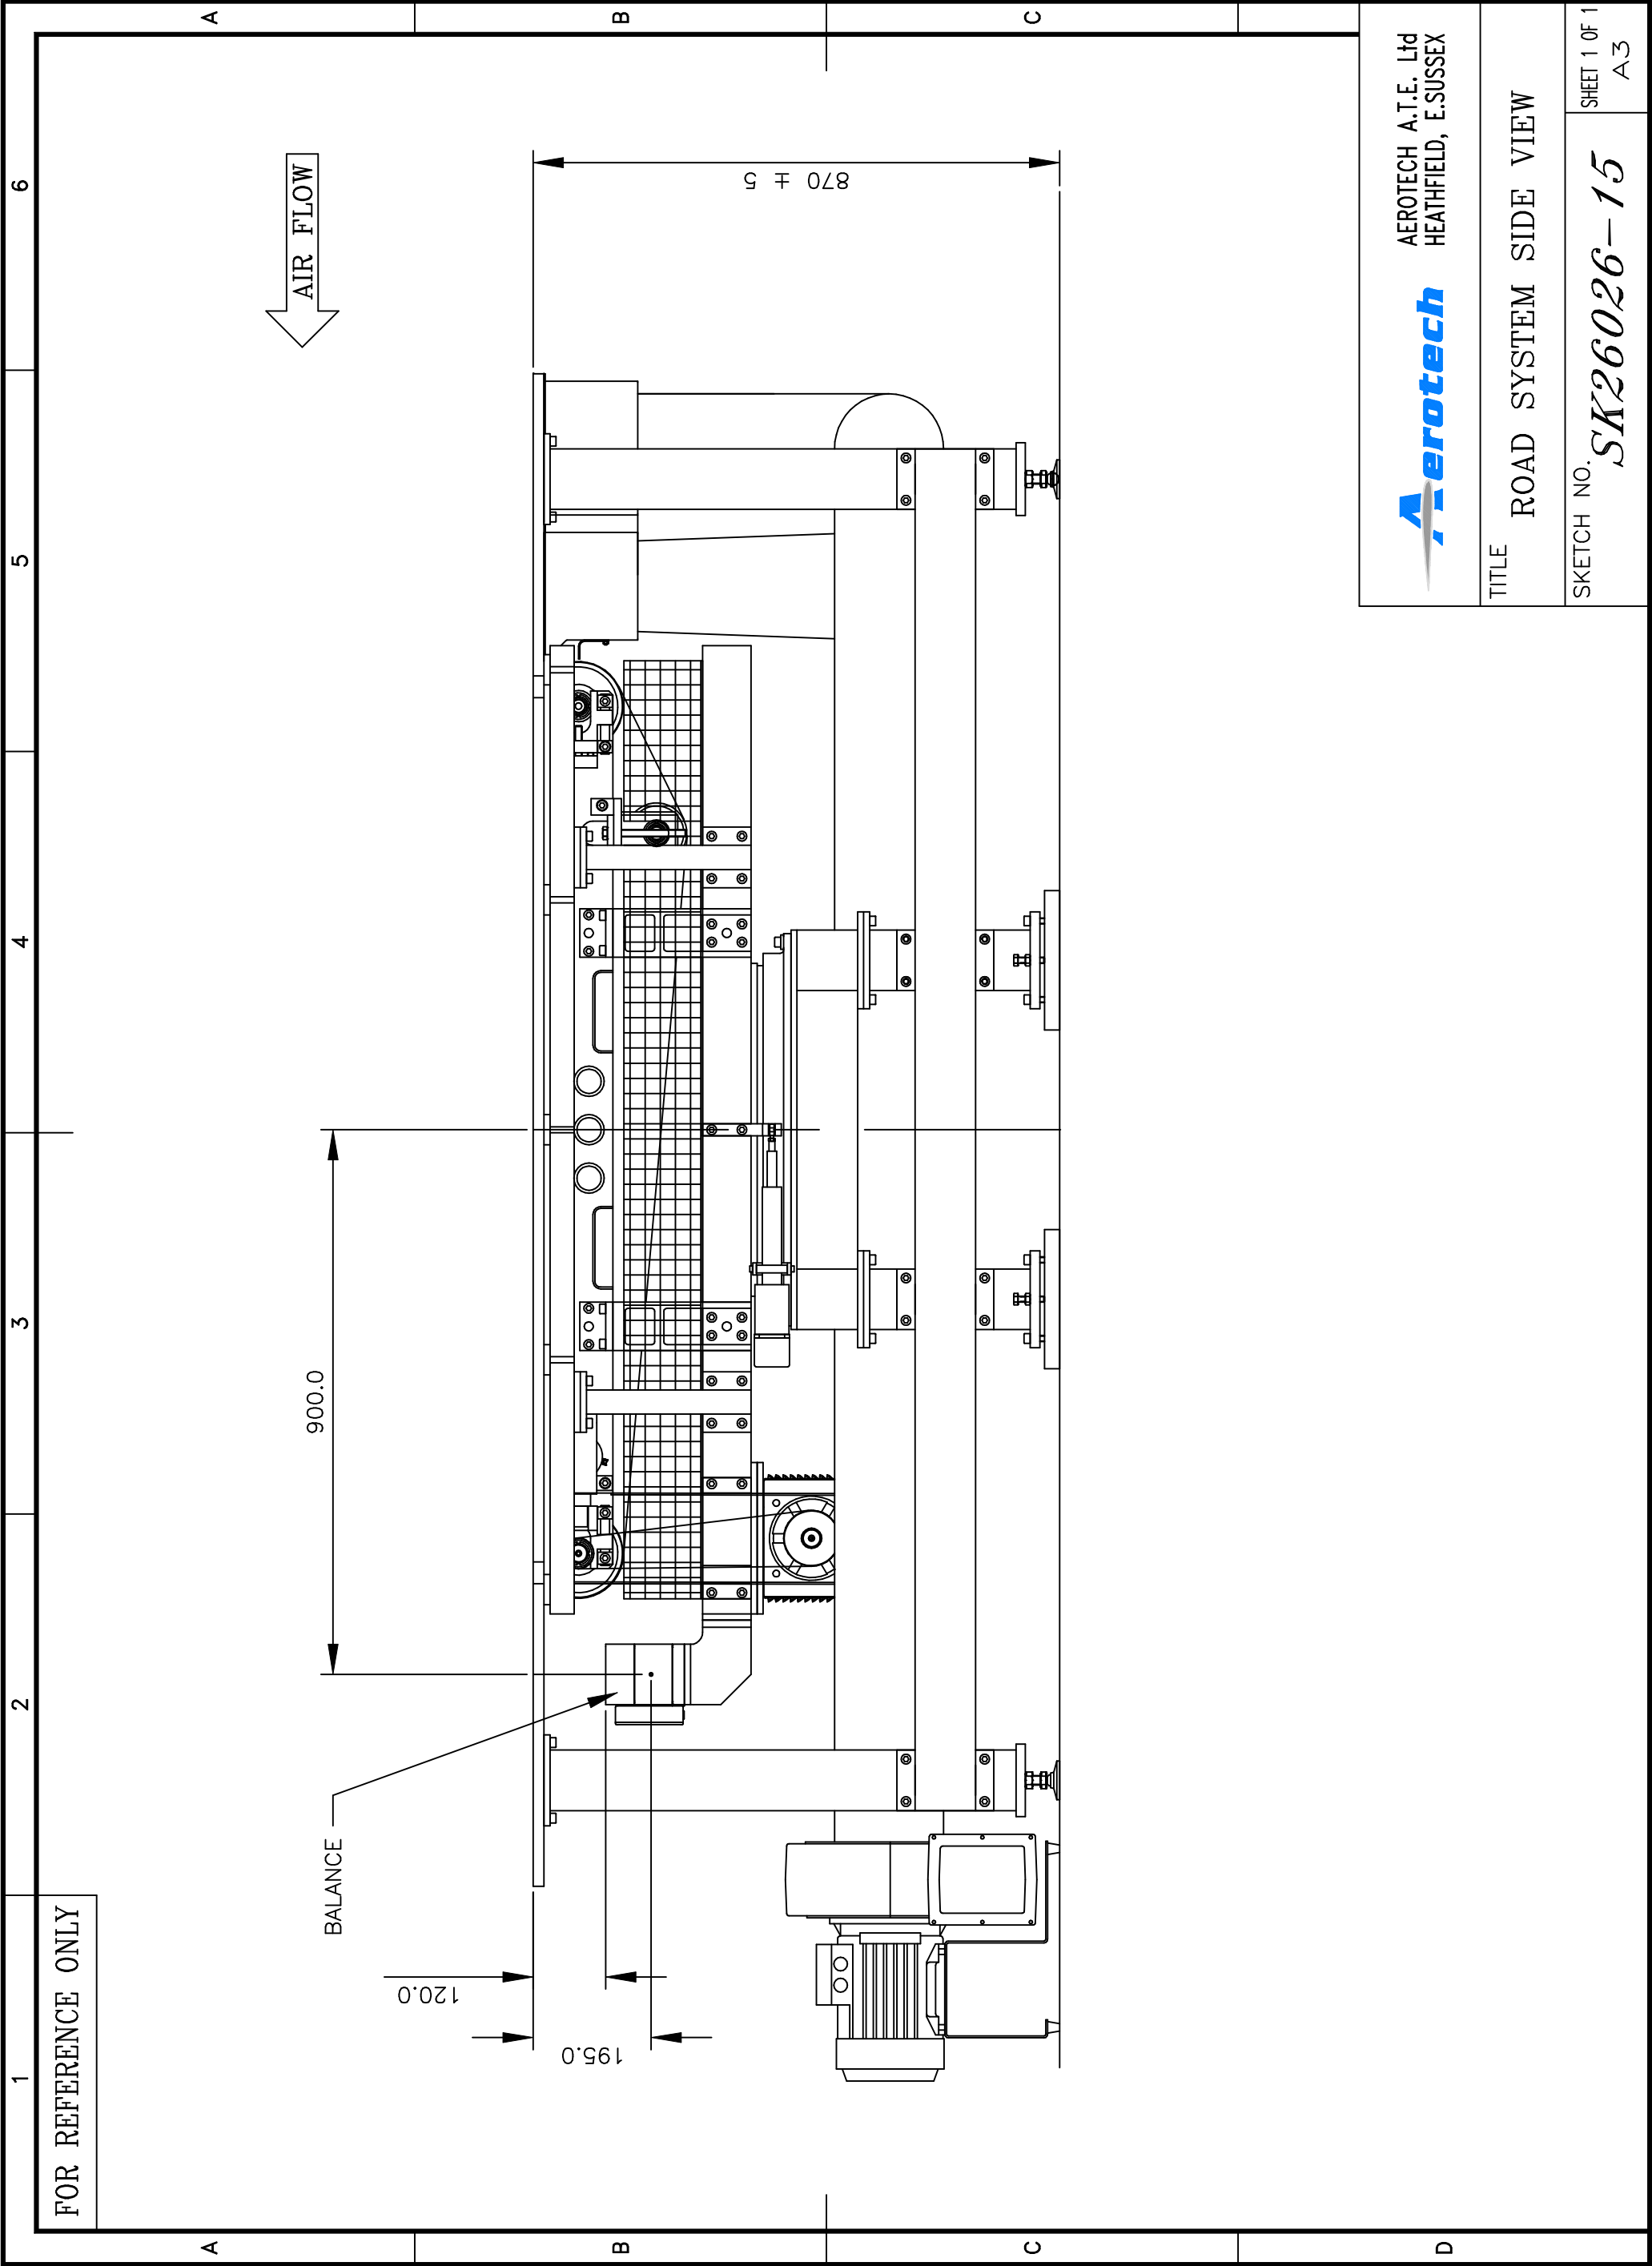 1
2
3
4
5
6
A
B
C
A
B
C
D
FOR REFERENCE ONLY
AIR FLOW
900.0
BALANCE
120.0
195.0
870 ± 5
Aerotech
AEROTECH A.T.E. Ltd
HEATHFIELD, E.SUSSEX
TITLE
ROAD SYSTEM SIDE VIEW
SKETCH NO.
SK26026-15
SHEET 1 OF 1
A3